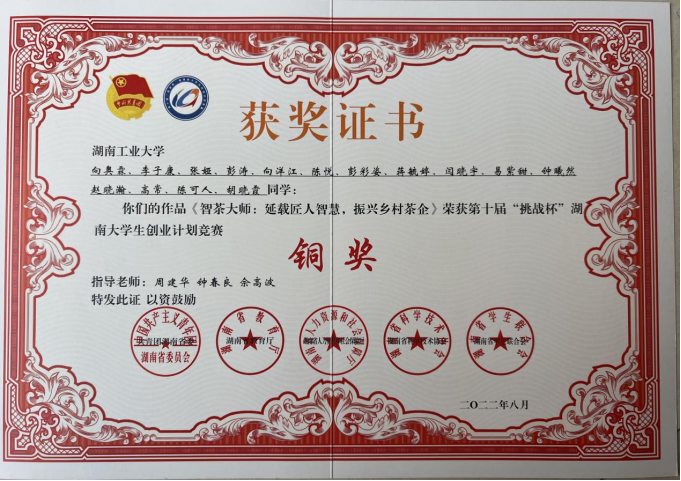 获奖证书
湖南工业大学
向奥霖、李子康、张娅、彭涛、向洋江、陈悦、彭彤姿、蒋毓婷、闫晓宇、易紫甜、钟曦然
赵晓瀚、高常、陈可人、胡晓霞 同学：
你们的作品《智茶大师：延载匠人智慧，振兴乡村茶企》荣获第十届“挑战杯”湖
南大学生创业计划竞赛
铜奖
指导老师：周建华 钟春良 余高波
特发此证 以资鼓励
共青团湖南省委
湖南省教育厅
湖南省人力资源和社会保障厅
湖南省科学技术协会
湖南省学生联合会
湖南省委员会
二〇二二年八月